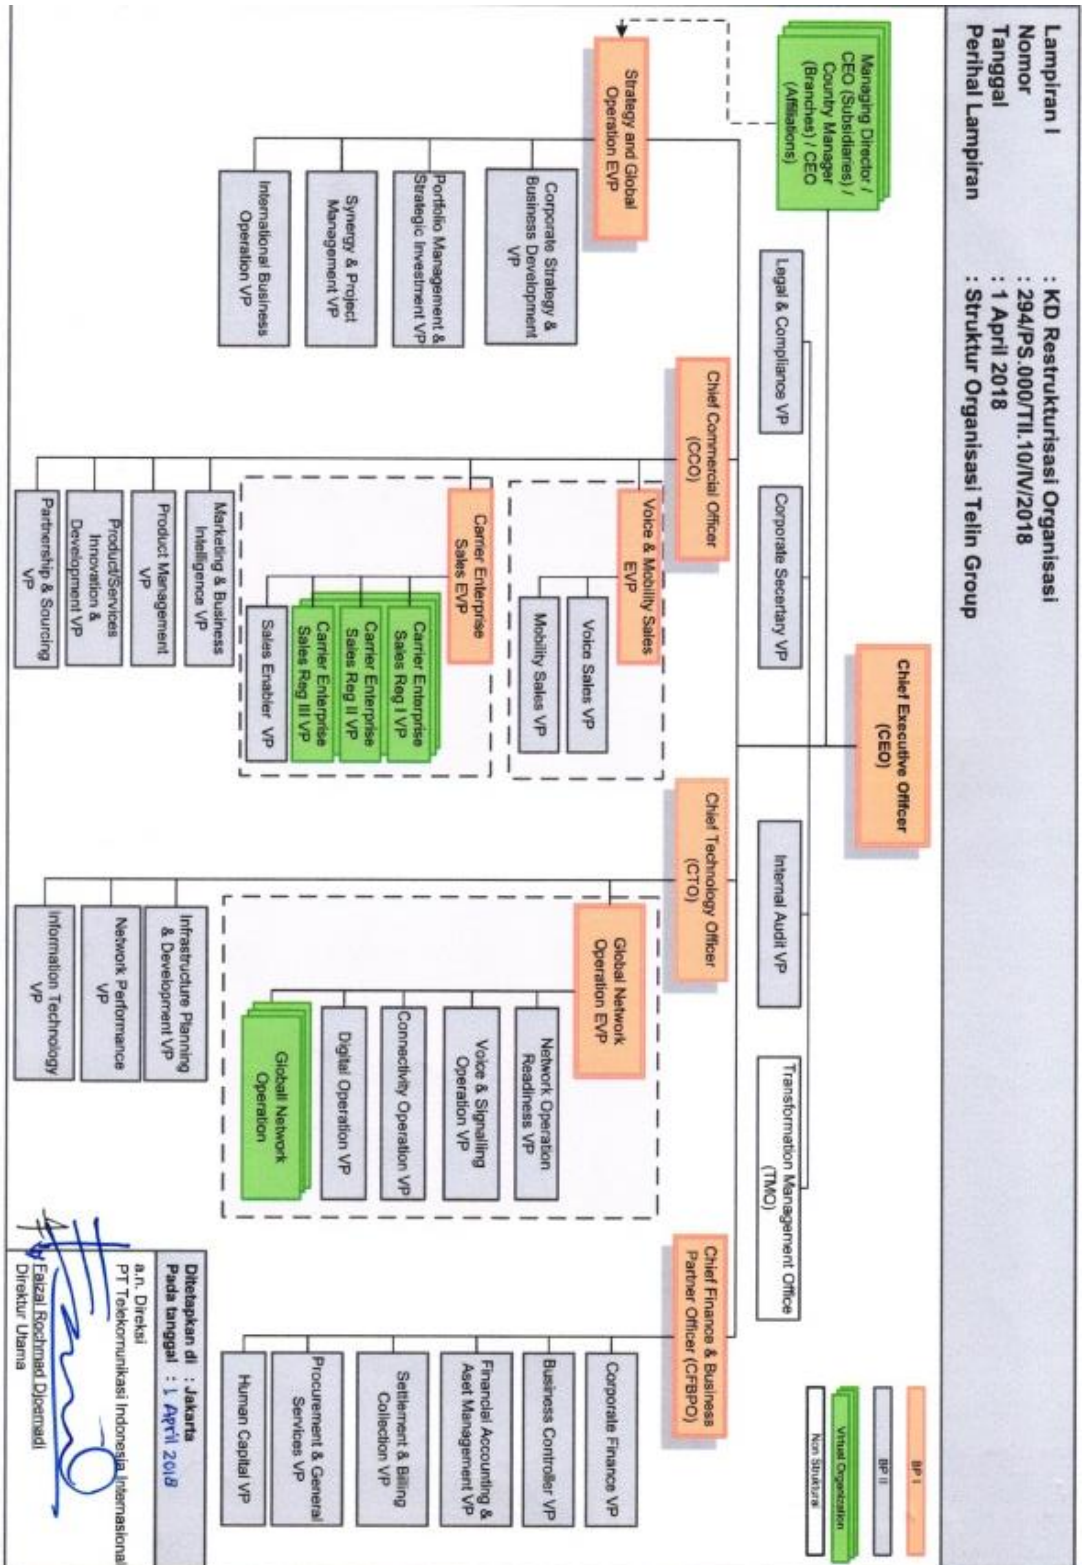 Lampiran I : KD Restrukturisasi Organisasi
Nomor : 294/PS.000/TII.10/IV/2018
Tanggal : 1 April 2018
Perihal Lampiran : Struktur Organisasi Telin Group
Chief Executive Offifcer
(CEO)
BP I
BP II
Virtual Organization
Non Struktural
Managing Director /
CEO (Subsidiaries) /
Country Manager
(Branches) / CEO
(Affiliations)
Legal & Compliance VP
Corporate Secertary VP
Internal Audit VP
Transformation Management Office
(TMO)
Strategy and Global
Operation EVP
Corporate Strategy &
Business Development
VP
Portfolio Management &
Strategic Investment VP
Synergy & Project
Management VP
International Business
Operation VP
Chief Commercial Officer
(CCO)
Voice & Mobility Sales
EVP
Voice Sales VP
Mobility Sales VP
Carrier Enterprise
Sales EVP
Carrier Enterprise
Sales Reg I VP
Carrier Enterprise
Sales Reg II VP
Carrier Enterprise
Sales Reg III VP
Sales Enabler VP
Marketing & Business
Intelligence VP
Product Management
VP
Product/Services
Innovation &
Development VP
Partnership & Sourcing
VP
Chief Technology Officer
(CTO)
Global Network
Operation EVP
Network Operation
Readiness VP
Voice & Signalling
Operation VP
Connectivity Operation VP
Digital Operation VP
Globall Network
Operation
Infrastructure Planning
& Development VP
Network Performance
VP
Information Technology
VP
Chief Finance & Business
Partner Officer (CFBPO)
Corporate Finance VP
Business Controller VP
Financial Accounting &
Aset Management VP
Settlement & Billing
Collection VP
Procurement & General
Services VP
Human Capital VP
Ditetapkan di : Jakarta
Pada tanggal : 1 April 2018
a.n. Direksi
PT Telekomunikasi Indonesia Internasional
Faizal Rochmad Djoemadi
Direktur Utama